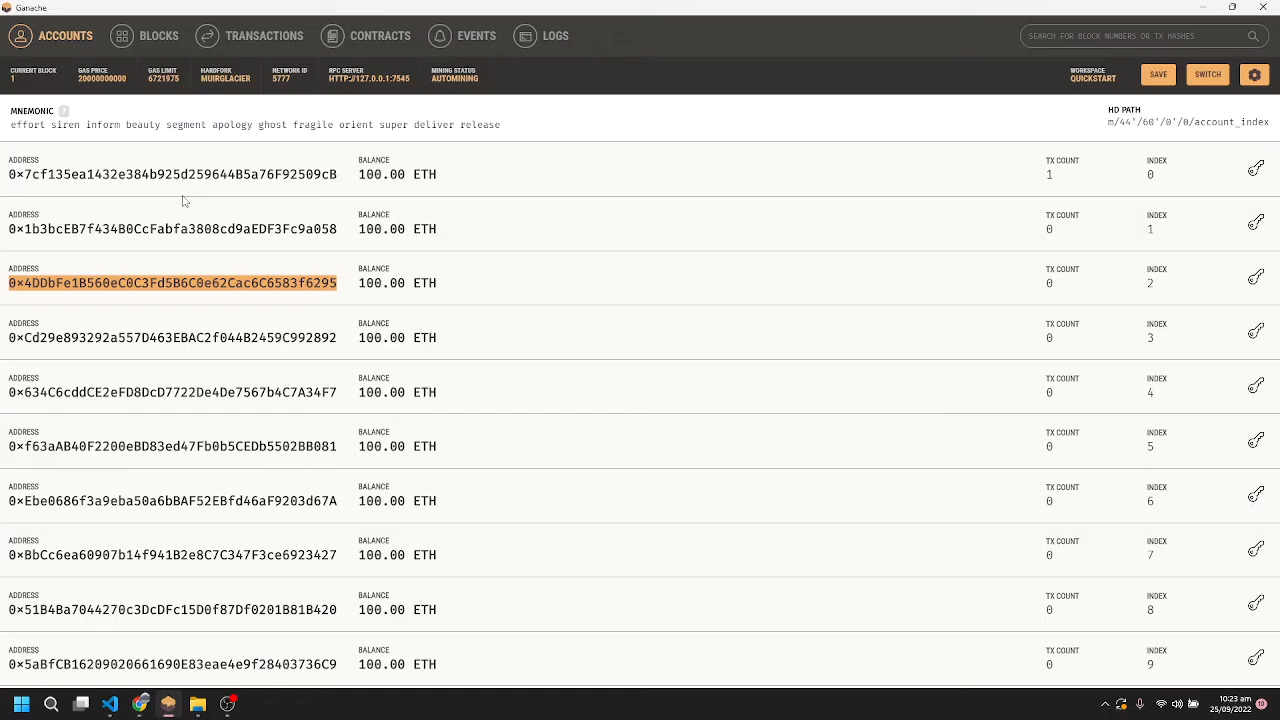 Ganache
ACCOUNTS BLOCKS TRANSACTIONS CONTRACTS EVENTS LOGS SEARCH FOR BLOCK NUMBERS OR TX HASHES
CURRENT BLOCK GAS PRICE GAS LIMIT HARDFORK NETWORK ID RPC SERVER MINING STATUS WORKSPACE
1 20000000000 6721975 MUIRGLACIER 5777 HTTP://127.0.0.1:7545 AUTOMINING QUICKSTART SAVE SWITCH
MNEMONIC ? HD PATH
effort siren inform beauty segment apology ghost fragile orient super deliver release m/44'/60'/0'/0/account_index
ADDRESS BALANCE TX COUNT INDEX
0×7cf135ea1432e384b925d259644B5a76F92509cB 100.00 ETH 1 0
ADDRESS BALANCE TX COUNT INDEX
0×1b3bcEB7f434B0CcFabfa3808cd9aEDF3Fc9a058 100.00 ETH 0 1
ADDRESS BALANCE TX COUNT INDEX
0×4DDbFe1B560eC0C3Fd5B6C0e62Cac6C6583f6295 100.00 ETH 0 2
ADDRESS BALANCE TX COUNT INDEX
0×Cd29e893292a557D463EBAC2f044B2459C992892 100.00 ETH 0 3
ADDRESS BALANCE TX COUNT INDEX
0×634C6cddCE2eFD8DcD7722De4De7567b4C7A34F7 100.00 ETH 0 4
ADDRESS BALANCE TX COUNT INDEX
0×f63aAB40F2200eBD83ed47Fb0b5CEDb5502BB081 100.00 ETH 0 5
ADDRESS BALANCE TX COUNT INDEX
0×Ebe0686f3a9eba50a6bBAF52EBfd46aF9203d67A 100.00 ETH 0 6
ADDRESS BALANCE TX COUNT INDEX
0×BbCc6ea60907b14f941B2e8C7C347F3ce6923427 100.00 ETH 0 7
ADDRESS BALANCE TX COUNT INDEX
0×51B4Ba7044270c3DcDFc15D0f87Df0201B81B420 100.00 ETH 0 8
ADDRESS BALANCE TX COUNT INDEX
0×5aBfCB16209020661690E83eae4e9f28403736C9 100.00 ETH 0 9
10:23 am
25/09/2022